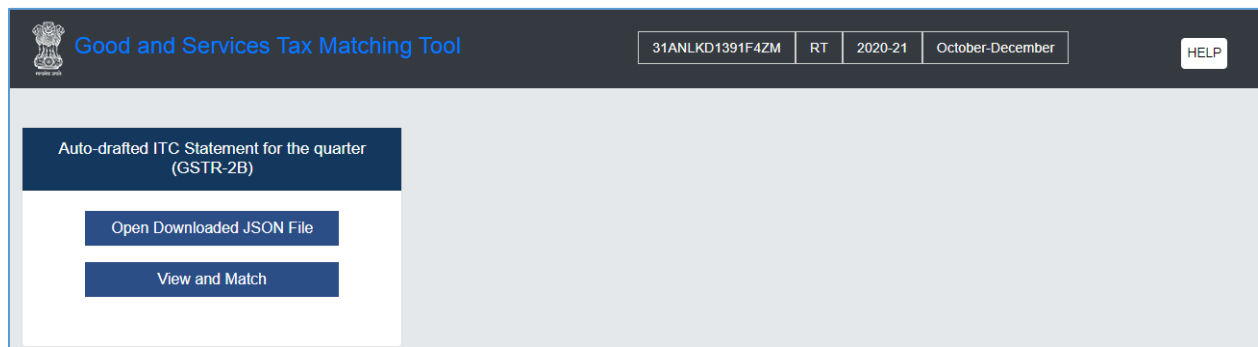 Good and Services Tax Matching Tool
31ANLKD1391F4ZM RT 2020-21 October-December
HELP
Auto-drafted ITC Statement for the quarter
(GSTR-2B)
Open Downloaded JSON File
View and Match